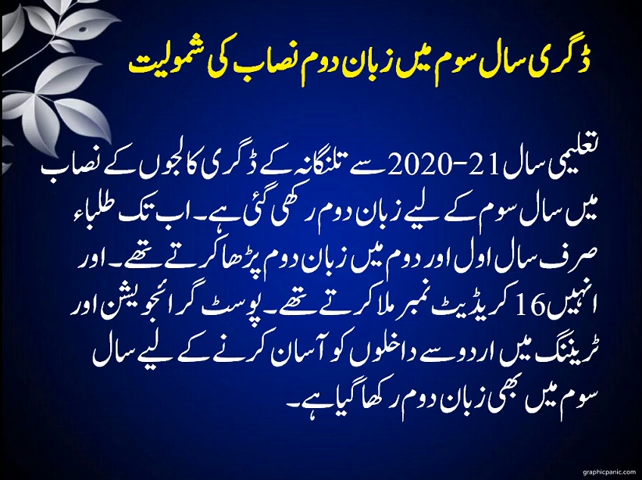 ڈگری سال سوم میں زبان دوم نصاب کی شمولیت
تعلیمی سال 21-2020 سے تلنگانہ کے ڈگری کالجوں کے نصاب
میں سال سوم کے لیے زبان دوم رکھی گئی ہے۔ اب تک طلباء
صرف سال اول اور دوم میں زبان دوم پڑھا کرتے تھے۔ اور
انہیں 16 کریڈیٹ نمبر ملا کرتے تھے۔ پوسٹ گرائجویشن اور
ٹریننگ میں اردو سے داخلوں کو آسان کرنے کے لیے سال
سوم میں بھی زبان دوم رکھا گیا ہے۔
graphicpanic.com